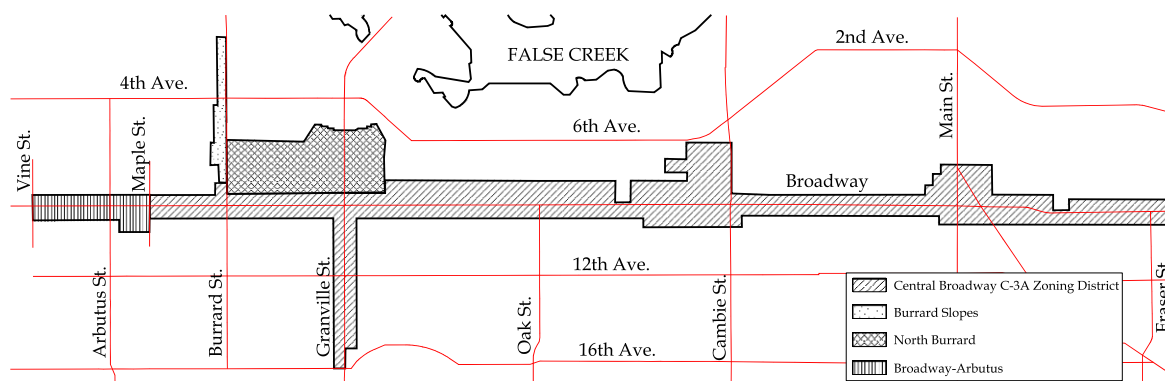 FALSE CREEK
2nd Ave.
4th Ave.
6th Ave.
Main St.
Vine St.
Maple St.
Broadway
12th Ave.
16th Ave.
Arbutus St.
Burrard St.
Granville St.
Oak St.
Cambie St.
Fraser St.
Central Broadway C-3A Zoning District
Burrard Slopes
North Burrard
Broadway-Arbutus